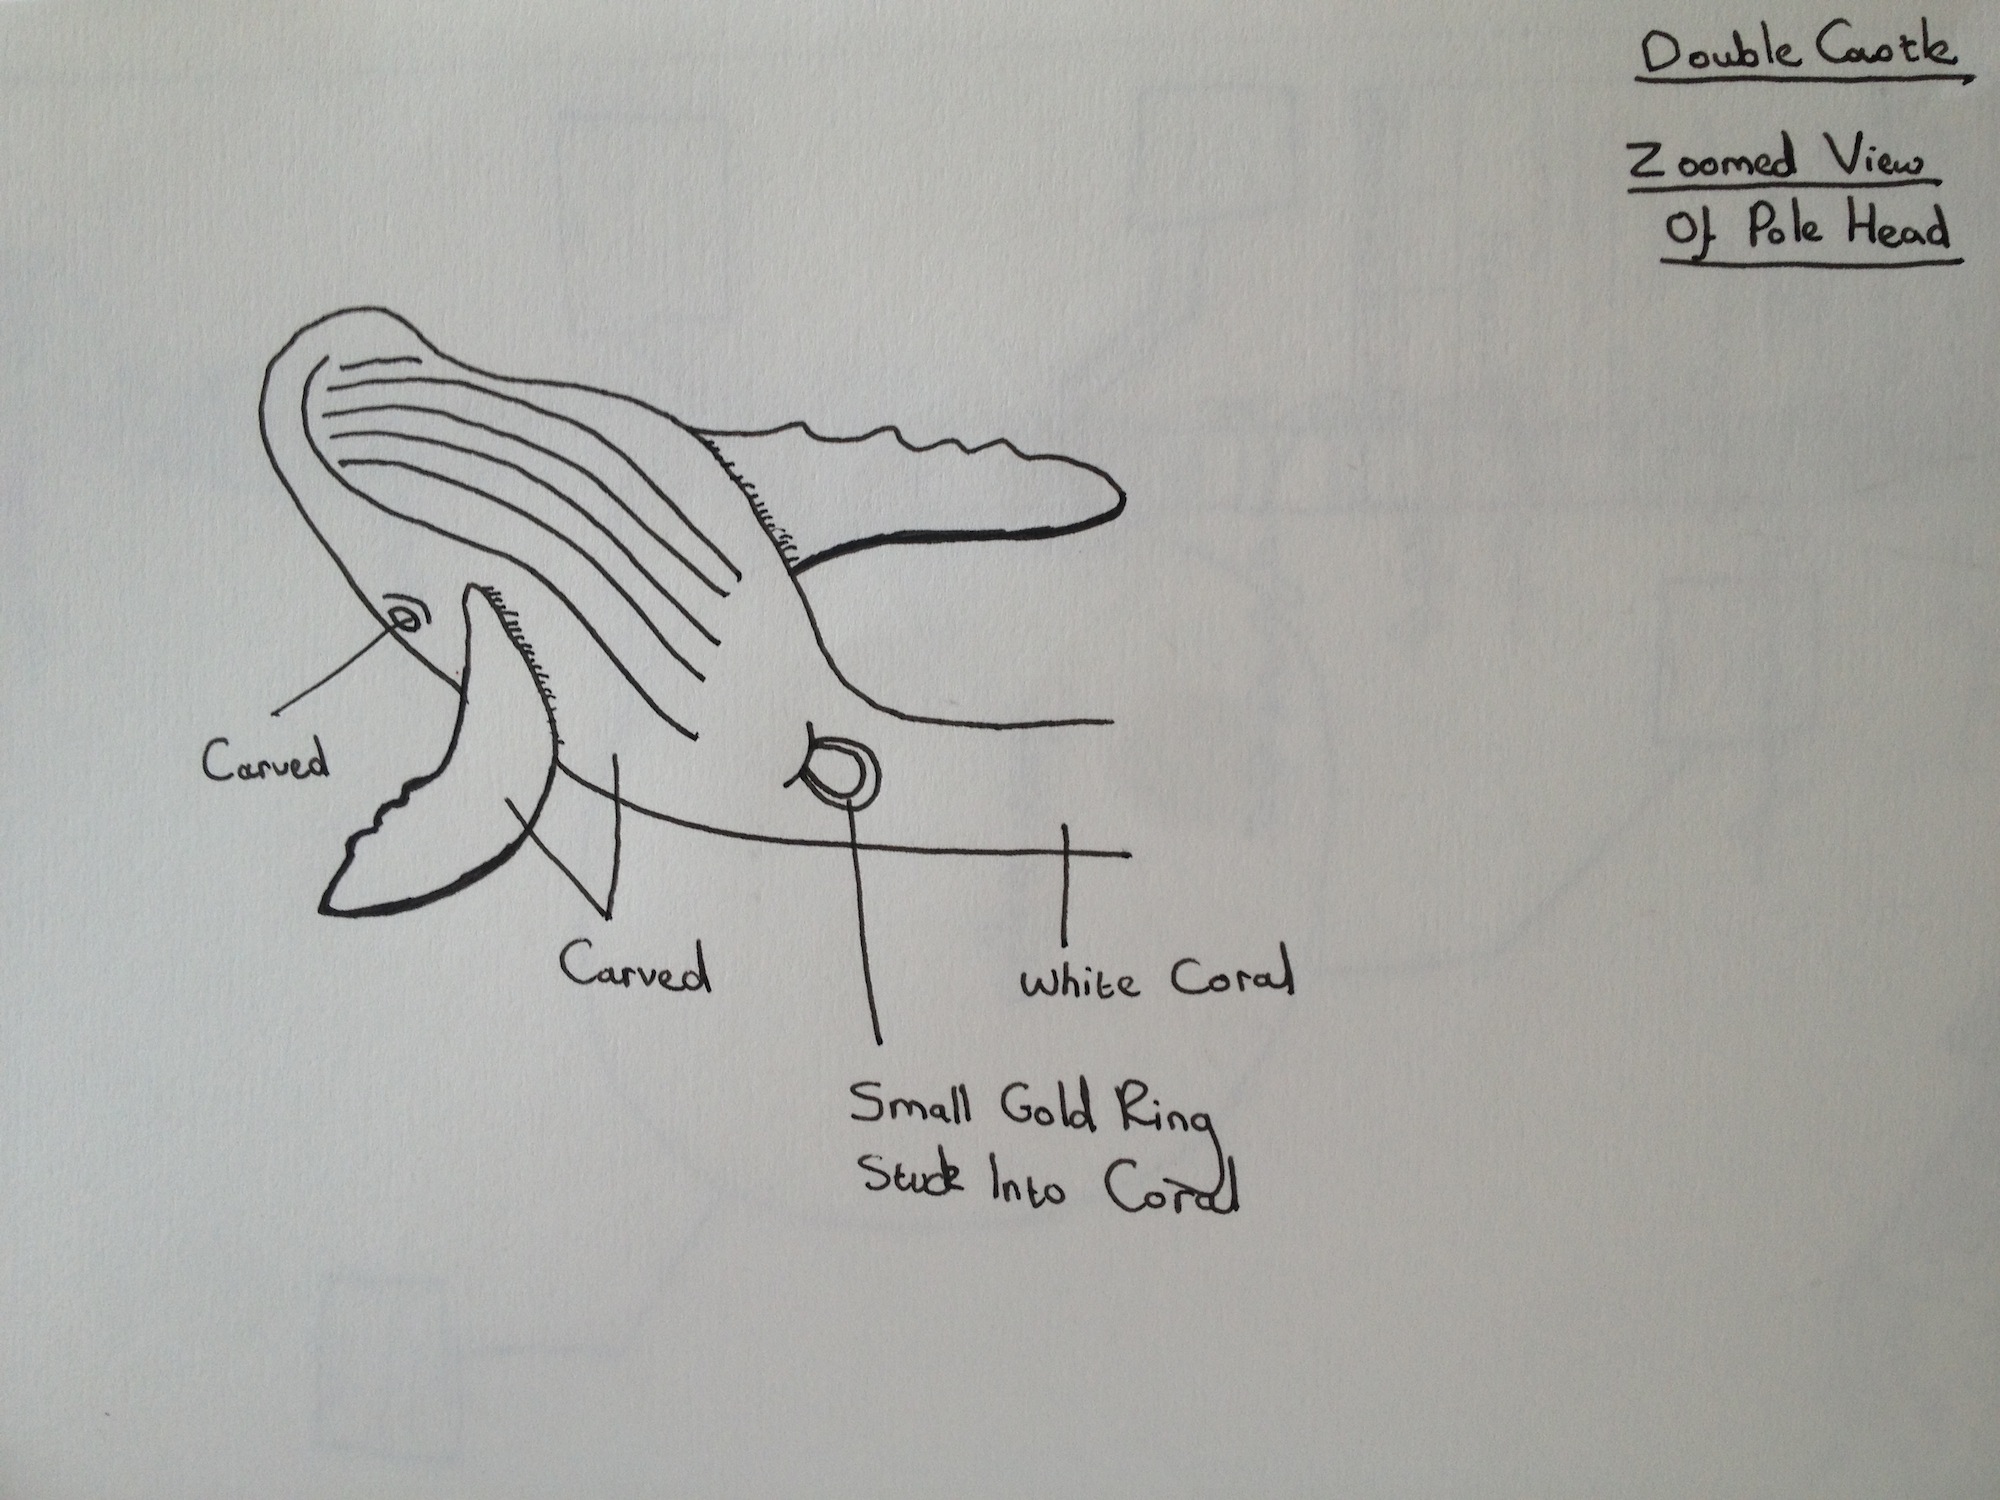 Double Castle
Zoomed View
Of Pole Head
Carved
Carved
White Coral
Small Gold Ring
Stuck Into Coral